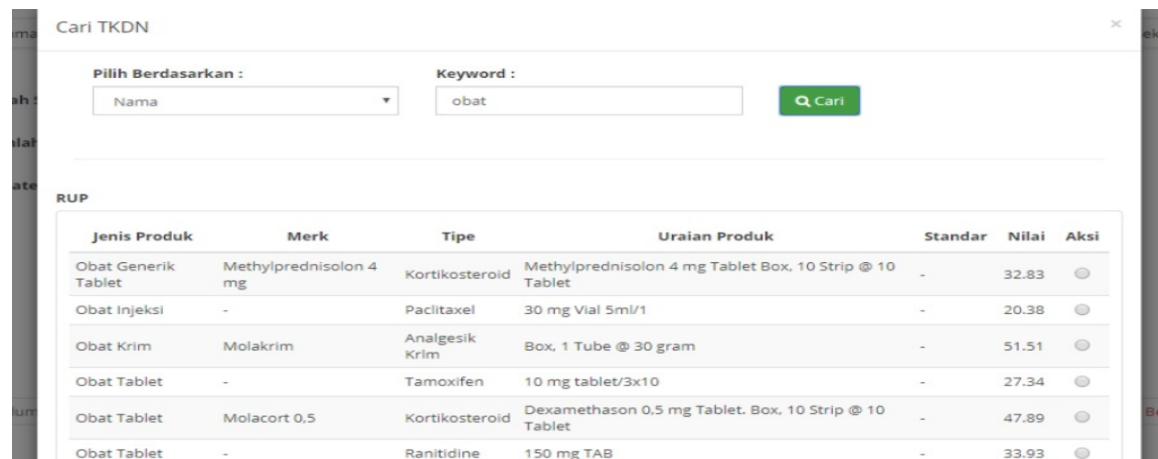 Cari TKDN ×
Pilih Berdasarkan : Keyword :
Nama obat Cari
RUP
Jenis Produk Merk Tipe Uraian Produk Standar Nilai Aksi
Obat Generik Tablet Methylprednisolon 4 mg Kortikosteroid Methylprednisolon 4 mg Tablet Box, 10 Strip @ 10 Tablet - 32.83
Obat Injeksi - Paclitaxel 30 mg Vial 5ml/1 - 20.38
Obat Krim Molakrim Analgesik Krlm Box, 1 Tube @ 30 gram - 51.51
Obat Tablet - Tamoxifen 10 mg tablet/3x10 - 27.34
Obat Tablet Molacort 0,5 Kortikosteroid Dexamethason 0,5 mg Tablet. Box, 10 Strip @ 10 Tablet - 47.89
Obat Tablet - Ranitidine 150 mg TAB - 33.93